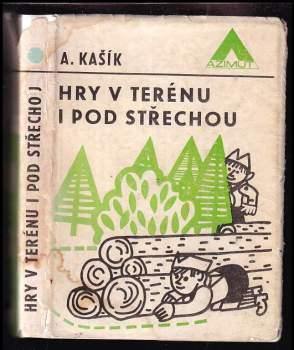 A. KAŠÍK
AZIMUT
HRY V TERÉNU
I POD STŘECHOU
HRY V TERÉNU I POD STŘECHOU